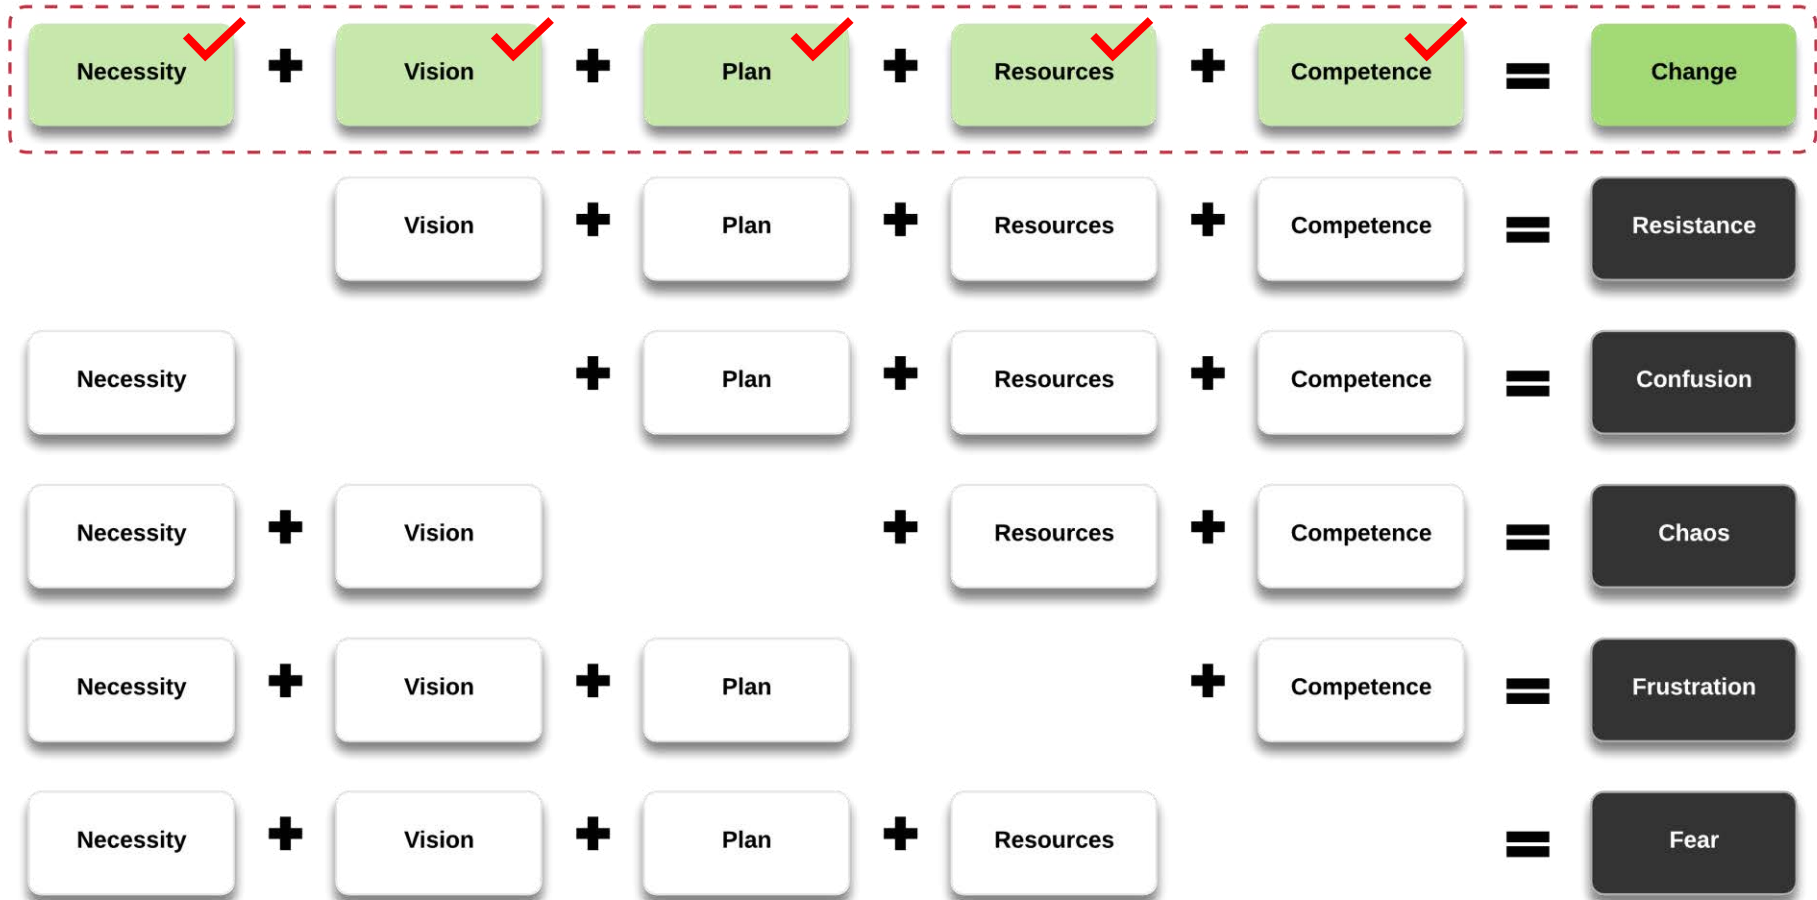 Necessity + Vision + Plan + Resources + Competence = Change
Vision + Plan + Resources + Competence = Resistance
Necessity + Plan + Resources + Competence = Confusion
Necessity + Vision + Resources + Competence = Chaos
Necessity + Vision + Plan + Competence = Frustration
Necessity + Vision + Plan + Resources = Fear